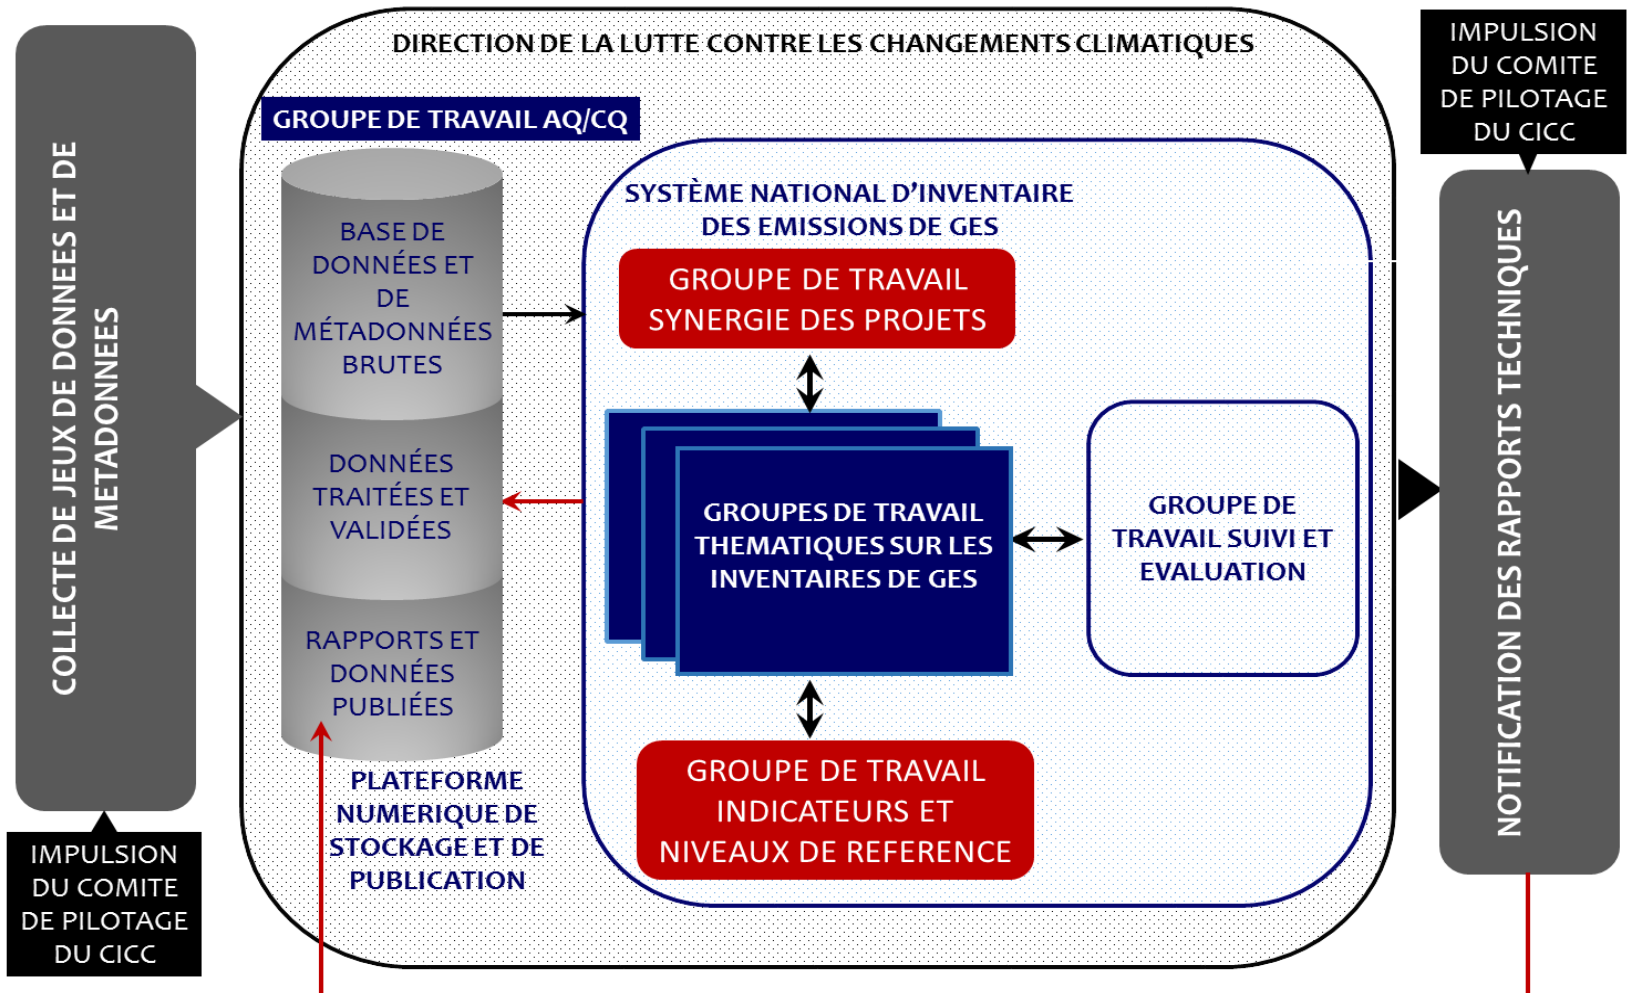 COLLECTE DE JEUX DE DONNEES ET DE
METADONNEES
IMPULSION
DU COMITE
DE PILOTAGE
DU CICC
DIRECTION DE LA LUTTE CONTRE LES CHANGEMENTS CLIMATIQUES
GROUPE DE TRAVAIL AQ/CQ
BASE DE
DONNÉES ET
DE
MÉTADONNÉES
BRUTES
DONNÉES
TRAITÉES ET
VALIDÉES
RAPPORTS ET
DONNÉES
PUBLIÉES
PLATEFORME
NUMERIQUE DE
STOCKAGE ET DE
PUBLICATION
SYSTÈME NATIONAL D’INVENTAIRE
DES EMISSIONS DE GES
GROUPE DE TRAVAIL
SYNERGIE DES PROJETS
GROUPES DE TRAVAIL
THEMATIQUES SUR LES
INVENTAIRES DE GES
GROUPE DE
TRAVAIL SUIVI ET
EVALUATION
GROUPE DE TRAVAIL
INDICATEURS ET
NIVEAUX DE REFERENCE
IMPULSION
DU COMITE
DE PILOTAGE
DU CICC
NOTIFICATION DES RAPPORTS TECHNIQUES